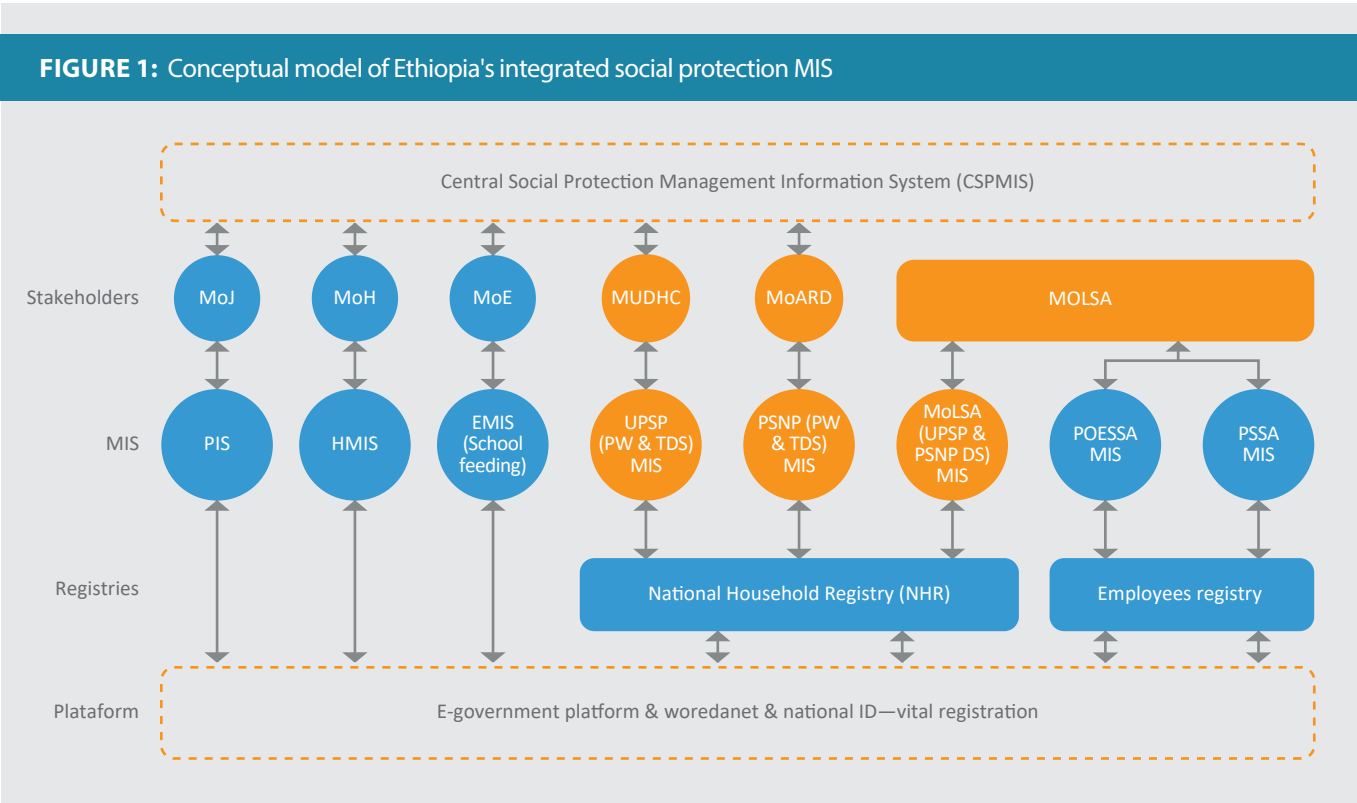 FIGURE 1: Conceptual model of Ethiopia's integrated social protection MIS
Central Social Protection Management Information System (CSPMIS)
Stakeholders
MoJ
MoH
MoE
MUDHC
MoARD
MOLSA
MIS
PIS
HMIS
EMIS
(School
feeding)
UPSP
(PW & TDS)
MIS
PSNP (PW
& TDS)
MIS
MoLSA
(UPSP &
PSNP DS)
MIS
POESSA
MIS
PSSA
MIS
Registries
National Household Registry (NHR)
Employees registry
Plataform
E-government platform & woredanet & national ID—vital registration